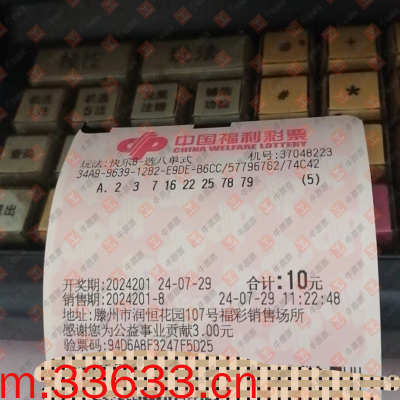 中国福利彩票
CHINA WELFARE LOTTERY
玩法:快乐8-选八单式 机号:37048223
34A9-9639-1282-E9DE-B6CC/57796762/74C42
A. 2 3 7 16 22 25 78 79 (5)
开奖期:2024201 24-07-29 合计:10元
销售期:2024201-8 24-07-29 11:22:48
地址:滕州市润恒花园107号福彩销售场所
感谢您为公益事业贡献3.00元
验票码:94D6A8F3247F5D25
m.33633.cn